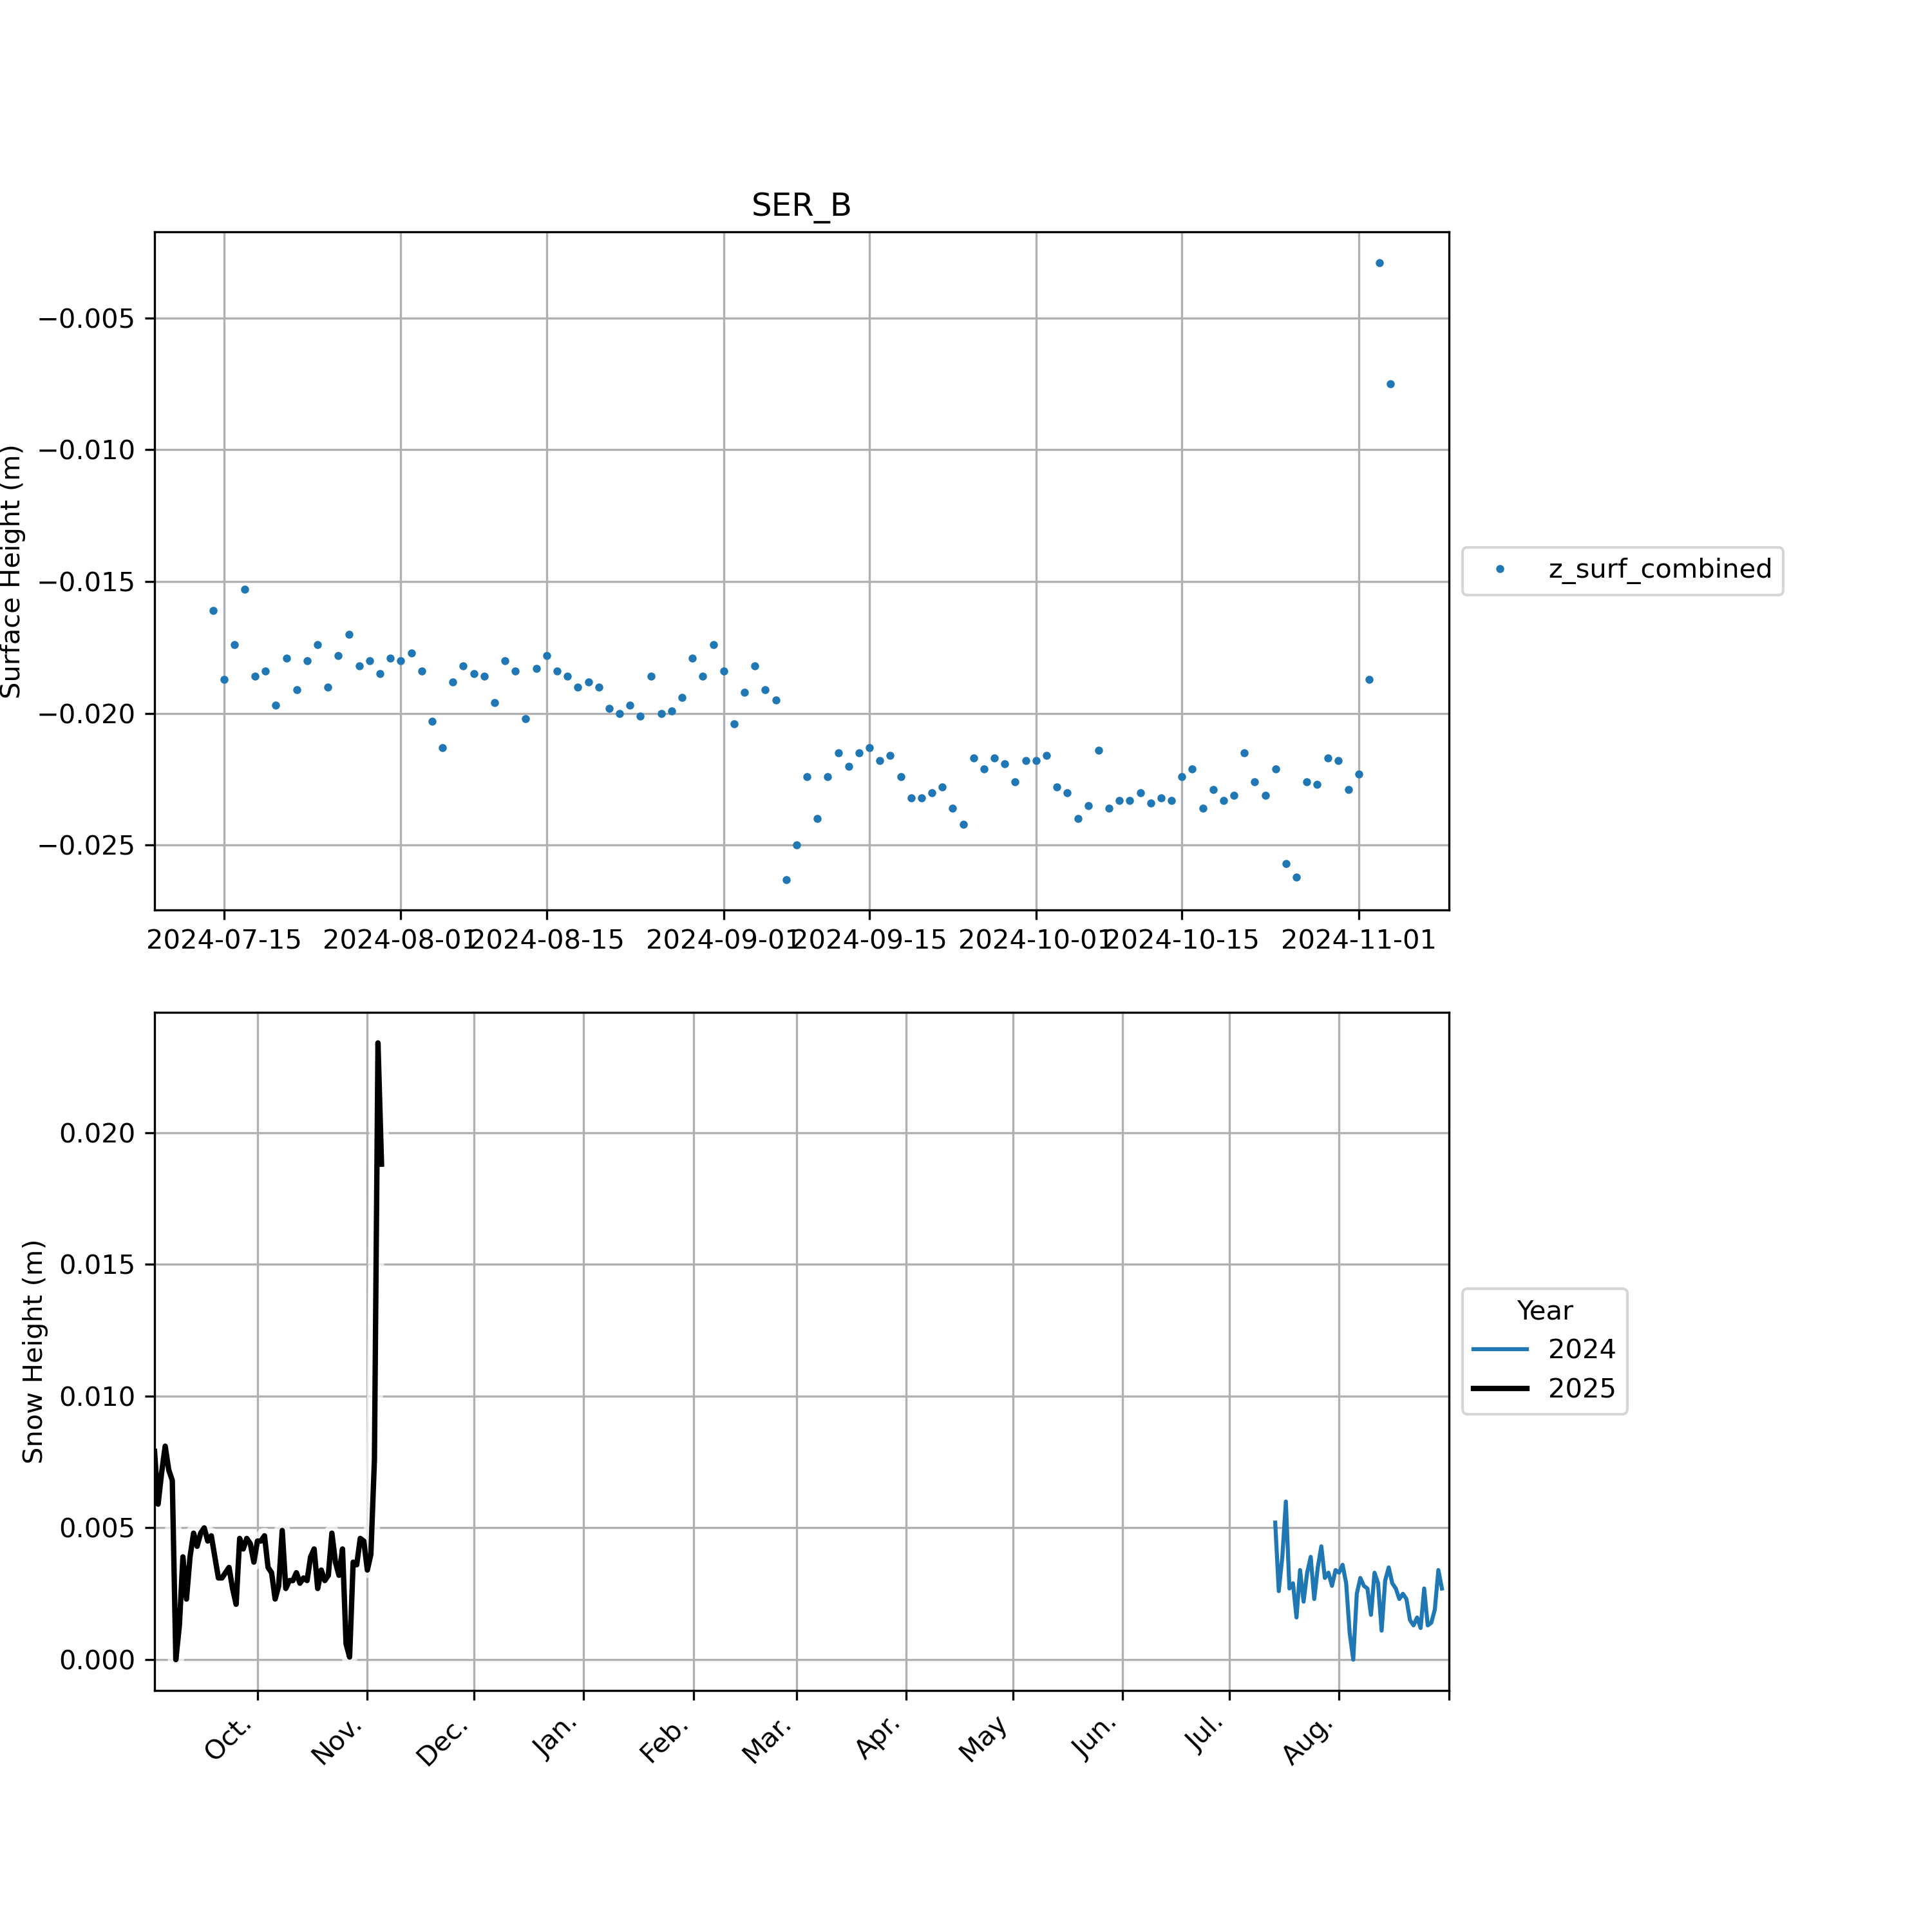 SER_B
Surface Height (m)
−0.005
−0.010
−0.015
−0.020
−0.025
2024-07-15
2024-08-01
2024-08-15
2024-09-01
2024-09-15
2024-10-01
2024-10-15
2024-11-01
z_surf_combined
Snow Height (m)
0.020
0.015
0.010
0.005
0.000
Oct.
Nov.
Dec.
Jan.
Feb.
Mar.
Apr.
May
Jun.
Jul.
Aug.
Year
2024
2025